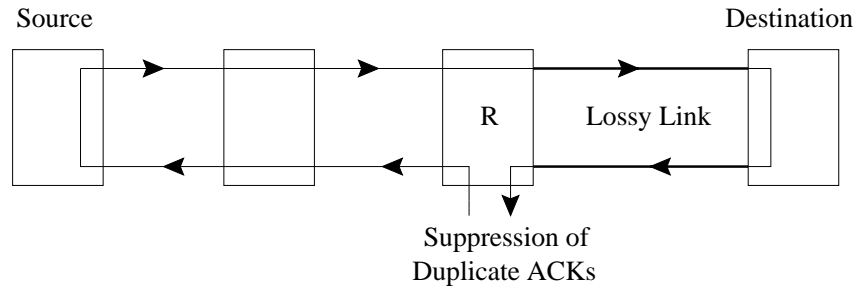 Source
Destination
R
Lossy Link
Suppression of
Duplicate ACKs